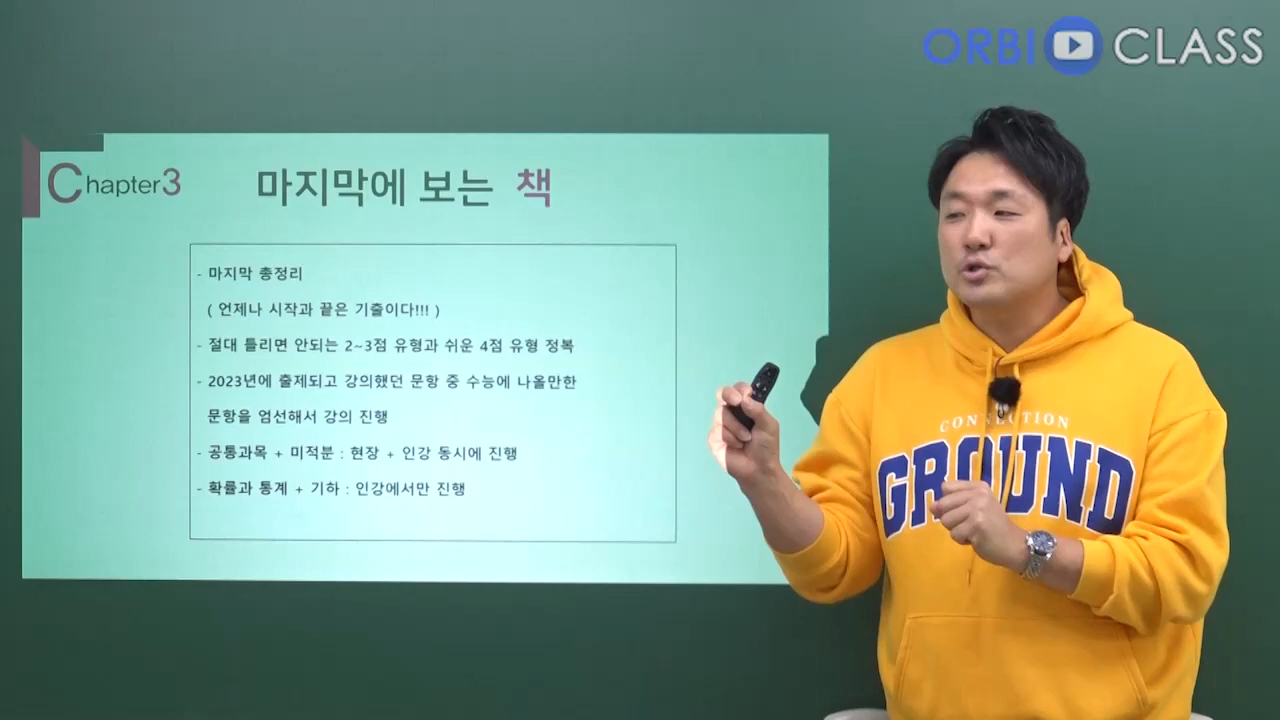 ORBI CLASS
Chapter3 마지막에 보는 책
- 마지막 총정리
( 언제나 시작과 끝은 기출이다!!! )
- 절대 틀리면 안되는 2~3점 유형과 쉬운 4점 유형 정복
- 2023년에 출제되고 강의했던 문항 중 수능에 나올만한
문항을 엄선해서 강의 진행
- 공통과목 + 미적분 : 현장 + 인강 동시에 진행
- 확률과 통계 + 기하 : 인강에서만 진행
CONNECTION
GROUND